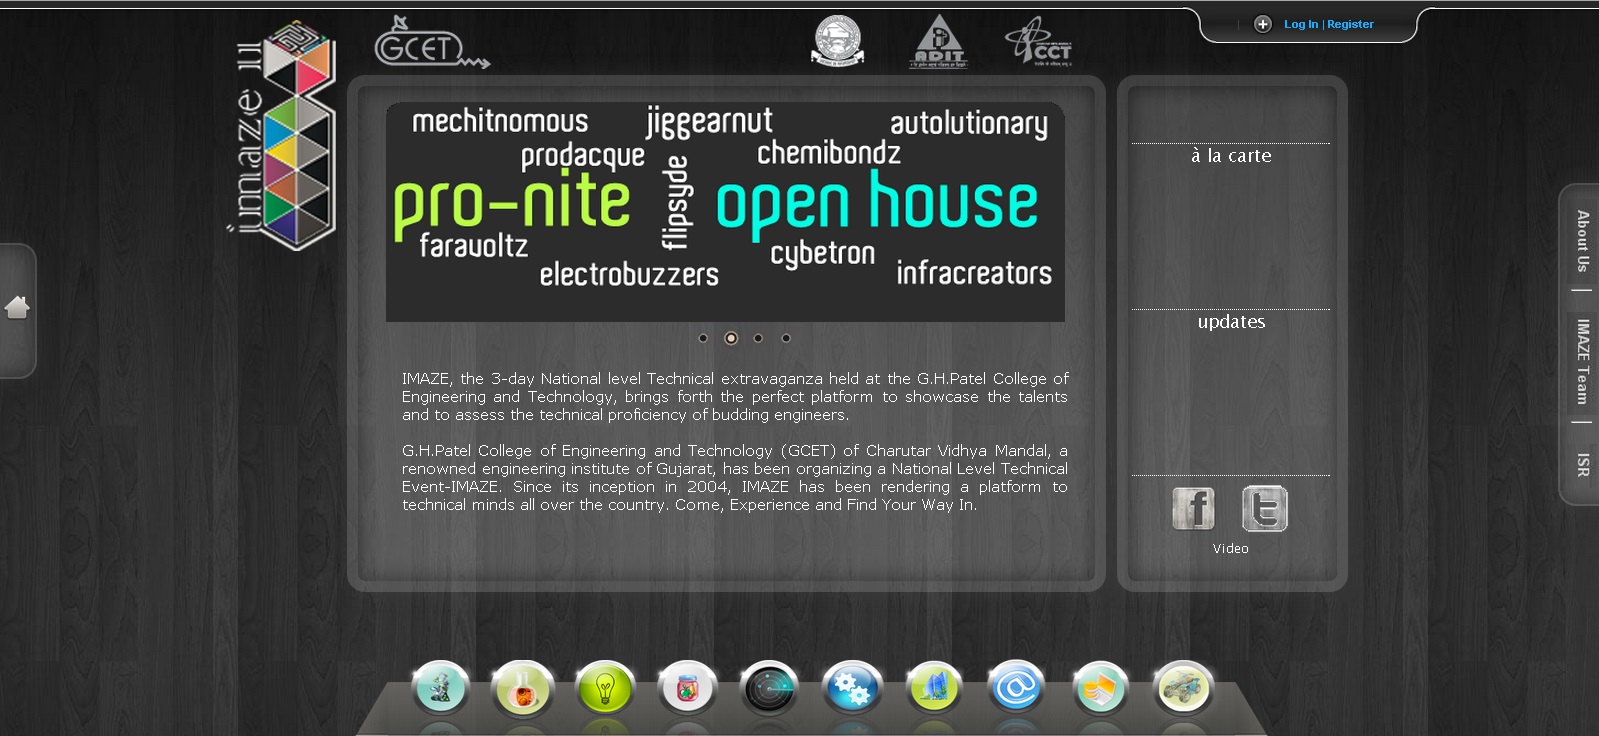 Log In | Register
GCET
ADIT
CCT
imaze 11
mechitnomous
jiggearnut
autolutionary
prodacque
chemibondz
pro-nite
flipsyde
open house
faravoltz
cybetron
electrobuzzers
infracreators
IMAZE, the 3-day National level Technical extravaganza held at the G.H.Patel College of
Engineering and Technology, brings forth the perfect platform to showcase the talents
and to assess the technical proficiency of budding engineers.
G.H.Patel College of Engineering and Technology (GCET) of Charutar Vidhya Mandal, a
renowned engineering institute of Gujarat, has been organizing a National Level Technical
Event-IMAZE. Since its inception in 2004, IMAZE has been rendering a platform to
technical minds all over the country. Come, Experience and Find Your Way In.
à la carte
updates
f
t
Video
About Us
IMAZE Team
ISR
@